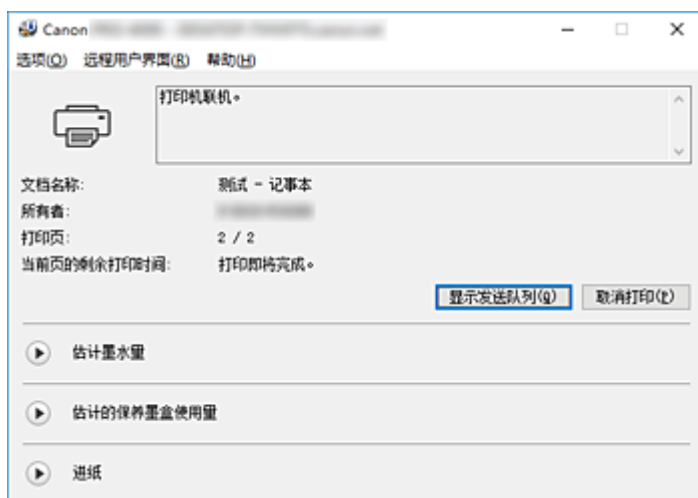 Canon
选项(O) 远程用户界面(R) 帮助(H)
打印机联机。
文档名称: 测试 - 记事本
所有者:
打印页: 2 / 2
当前页的剩余打印时间: 打印即将完成。
显示发送队列(Q) 取消打印(P)
估计墨水量
估计的保养墨盒使用量
进纸